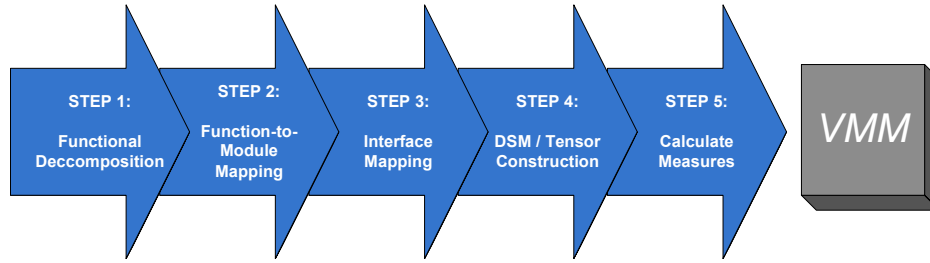 STEP 1:
Functional
Deccomposition
STEP 2:
Function-to-
Module
Mapping
STEP 3:
Interface
Mapping
STEP 4:
DSM / Tensor
Construction
STEP 5:
Calculate
Measures
VMM